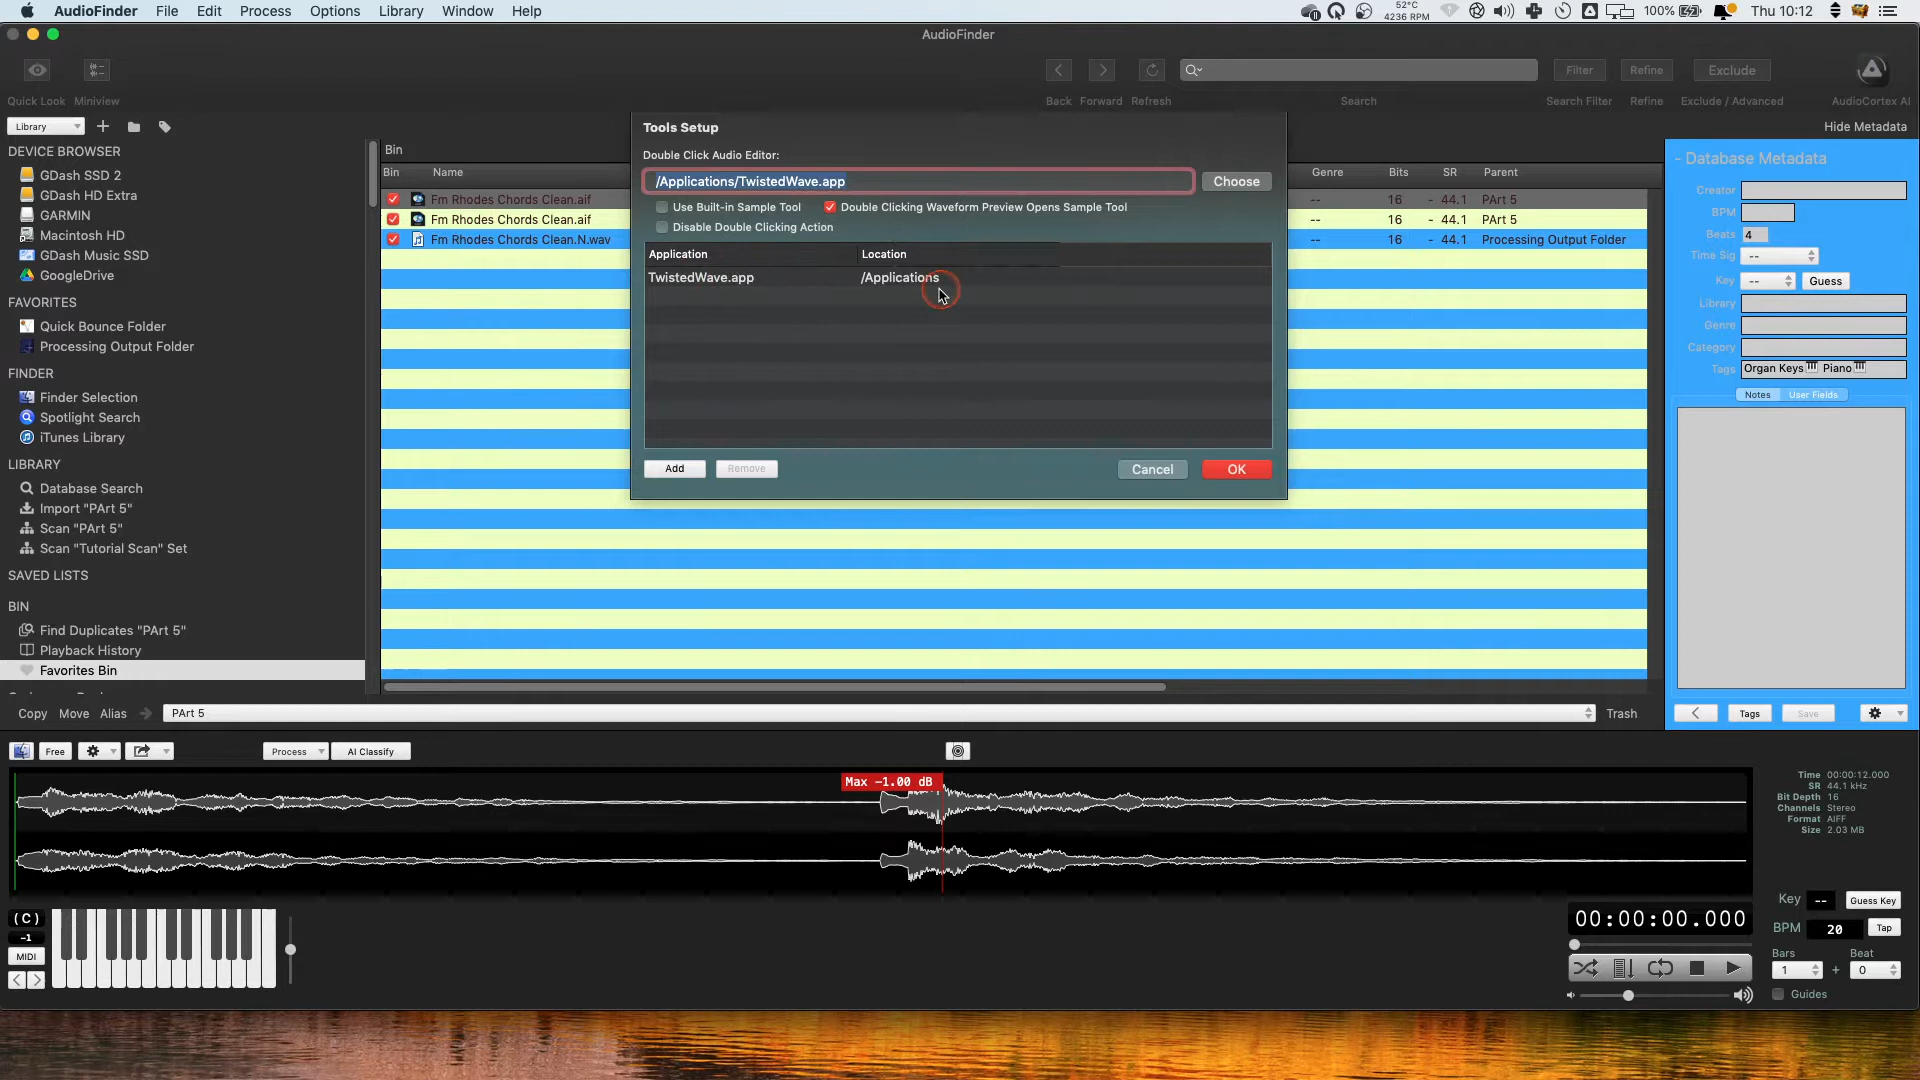 AudioFinder File Edit Process Options Library Window Help
52°C
4236 RPM
100%
Thu 10:12
AudioFinder
Quick Look Miniview
Back Forward Refresh
Search
Filter Refine Exclude
Search Filter Refine Exclude / Advanced
AudioCortex AI
Library
Hide Metadata
DEVICE BROWSER
GDash SSD 2
GDash HD Extra
GARMIN
Macintosh HD
GDash Music SSD
GoogleDrive
FAVORITES
Quick Bounce Folder
Processing Output Folder
FINDER
Finder Selection
Spotlight Search
iTunes Library
LIBRARY
Database Search
Import "PArt 5"
Scan "PArt 5"
Scan "Tutorial Scan" Set
SAVED LISTS
BIN
Find Duplicates "PArt 5"
Playback History
Favorites Bin
Bin
Bin Name
Genre Bits SR Parent
Fm Rhodes Chords Clean.aif
-- 16 - 44.1 PArt 5
Fm Rhodes Chords Clean.aif
-- 16 - 44.1 PArt 5
Fm Rhodes Chords Clean.N.wav
-- 16 - 44.1 Processing Output Folder
Tools Setup
Double Click Audio Editor:
/Applications/TwistedWave.app
Choose
Use Built-in Sample Tool
Double Clicking Waveform Preview Opens Sample Tool
Disable Double Clicking Action
Application Location
TwistedWave.app /Applications
Add Remove
Cancel OK
- Database Metadata
Creator
BPM
Beats 4
Time Sig --
Key -- Guess
Library
Genre
Category
Tags Organ Keys Piano
Notes User Fields
Tags Save
Copy Move Alias PArt 5 Trash
Free
Process AI Classify
Max -1.00 dB
Time 00:00:12.000
SR 44.1 kHz
Bit Depth 16
Channels Stereo
Format AIFF
Size 2.03 MB
(C)
-1
MIDI
00:00:00.000
Key -- Guess Key
BPM 20 Tap
Bars Beat
1 + 0
Guides